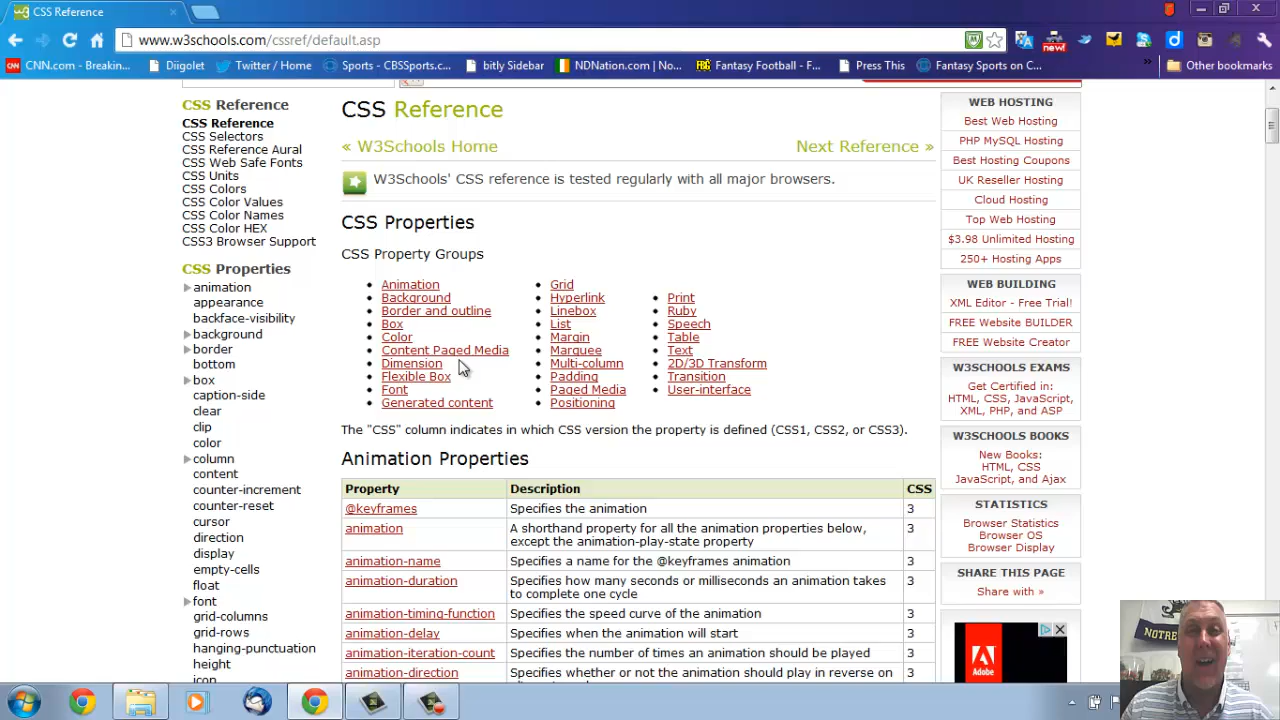 CSS Reference
www.w3schools.com/cssref/default.asp
new!
CNN CNN.com - Breakin...
Diigolet
Twitter / Home
Sports - CBSSports.c...
bitly Sidebar
NDNation.com | No...
Fantasy Football - F...
Press This
Fantasy Sports on C...
»
Other bookmarks
CSS Reference
CSS Reference
CSS Selectors
CSS Reference Aural
CSS Web Safe Fonts
CSS Units
CSS Colors
CSS Color Values
CSS Color Names
CSS Color HEX
CSS3 Browser Support
CSS Properties
animation
appearance
backface-visibility
background
border
bottom
box
caption-side
clear
clip
color
column
content
counter-increment
counter-reset
cursor
direction
display
empty-cells
float
font
grid-columns
grid-rows
hanging-punctuation
height
icon
CSS Reference
« W3Schools Home
Next Reference »
W3Schools' CSS reference is tested regularly with all major browsers.
CSS Properties
CSS Property Groups
Animation
Background
Border and outline
Box
Color
Content Paged Media
Dimension
Flexible Box
Font
Generated content
Grid
Hyperlink
Linebox
List
Margin
Marquee
Multi-column
Padding
Paged Media
Positioning
Print
Ruby
Speech
Table
Text
2D/3D Transform
Transition
User-interface
The "CSS" column indicates in which CSS version the property is defined (CSS1, CSS2, or CSS3).
Animation Properties
Property Description CSS
@keyframes Specifies the animation 3
animation A shorthand property for all the animation properties below, 3
except the animation-play-state property
animation-name Specifies a name for the @keyframes animation 3
animation-duration Specifies how many seconds or milliseconds an animation takes 3
to complete one cycle
animation-timing-function Specifies the speed curve of the animation 3
animation-delay Specifies when the animation will start 3
animation-iteration-count Specifies the number of times an animation should be played 3
animation-direction Specifies whether or not the animation should play in reverse on 3
WEB HOSTING
Best Web Hosting
PHP MySQL Hosting
Best Hosting Coupons
UK Reseller Hosting
Cloud Hosting
Top Web Hosting
$3.98 Unlimited Hosting
250+ Hosting Apps
WEB BUILDING
XML Editor - Free Trial!
FREE Website BUILDER
FREE Website Creator
W3SCHOOLS EXAMS
Get Certified in:
HTML, CSS, JavaScript,
XML, PHP, and ASP
W3SCHOOLS BOOKS
New Books:
HTML, CSS
JavaScript, and Ajax
STATISTICS
Browser Statistics
Browser OS
Browser Display
SHARE THIS PAGE
Share with »
Adobe
NOTRE